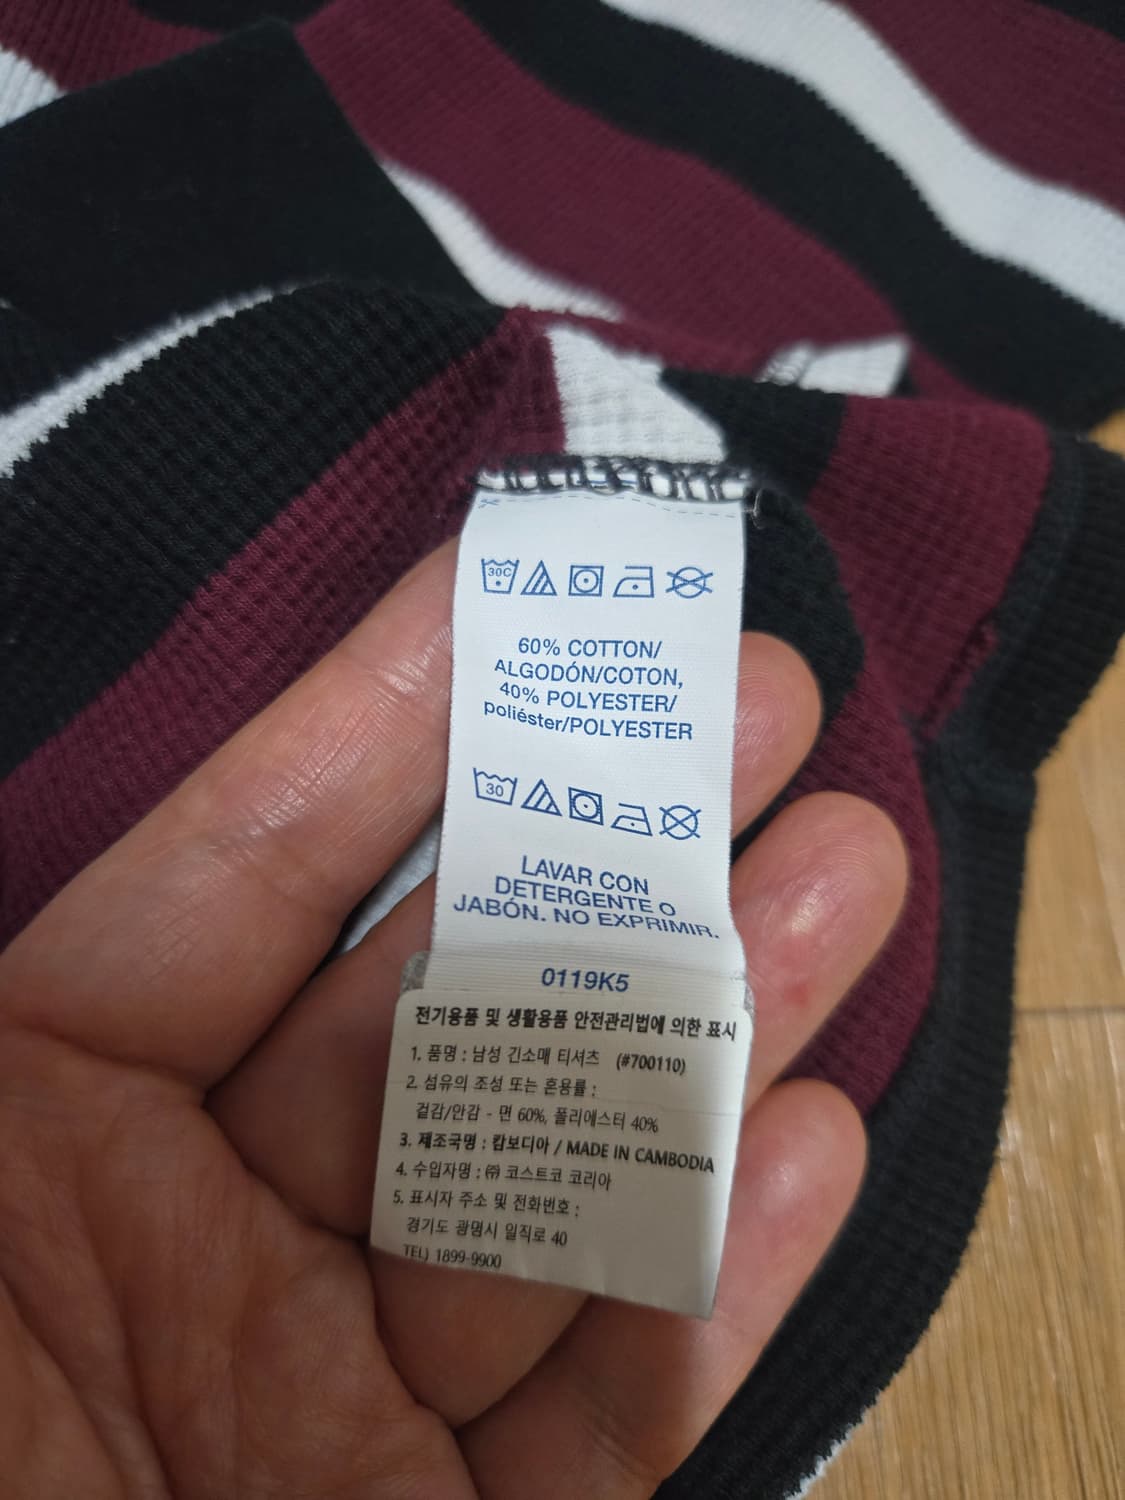 30C
60% COTTON/
ALGODÓN/COTON,
40% POLYESTER/
poliéster/POLYESTER
30
LAVAR CON
DETERGENTE O
JABÓN. NO EXPRIMIR.
0119K5
전기용품 및 생활용품 안전관리법에 의한 표시
1. 품명 : 남성 긴소매 티셔츠 (#700110)
2. 섬유의 조성 또는 혼용률 :
겉감/안감 - 면 60%, 폴리에스터 40%
3. 제조국명 : 캄보디아 / MADE IN CAMBODIA
4. 수입자명 : ㈜ 코스트코 코리아
5. 표시자 주소 및 전화번호 :
경기도 광명시 일직로 40
TEL) 1899-9900